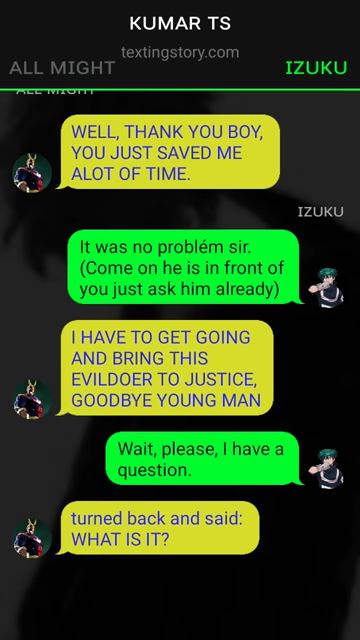 KUMAR TS
textingstory.com
ALL MIGHT
IZUKU
ALL MIGHT
WELL, THANK YOU BOY,
YOU JUST SAVED ME
ALOT OF TIME.
IZUKU
It was no problém sir.
(Come on he is in front of
you just ask him already)
I HAVE TO GET GOING
AND BRING THIS
EVILDOER TO JUSTICE,
GOODBYE YOUNG MAN
Wait, please, I have a
question.
turned back and said:
WHAT IS IT?